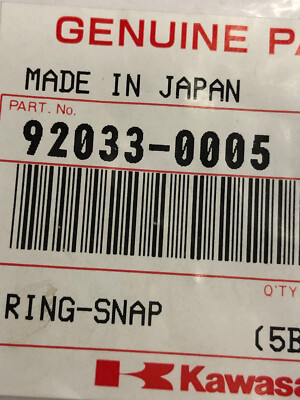 GENUINE PA
MADE IN JAPAN
PART. No.
92033-0005
Q'TY
RING-SNAP
(5B
Kawasa